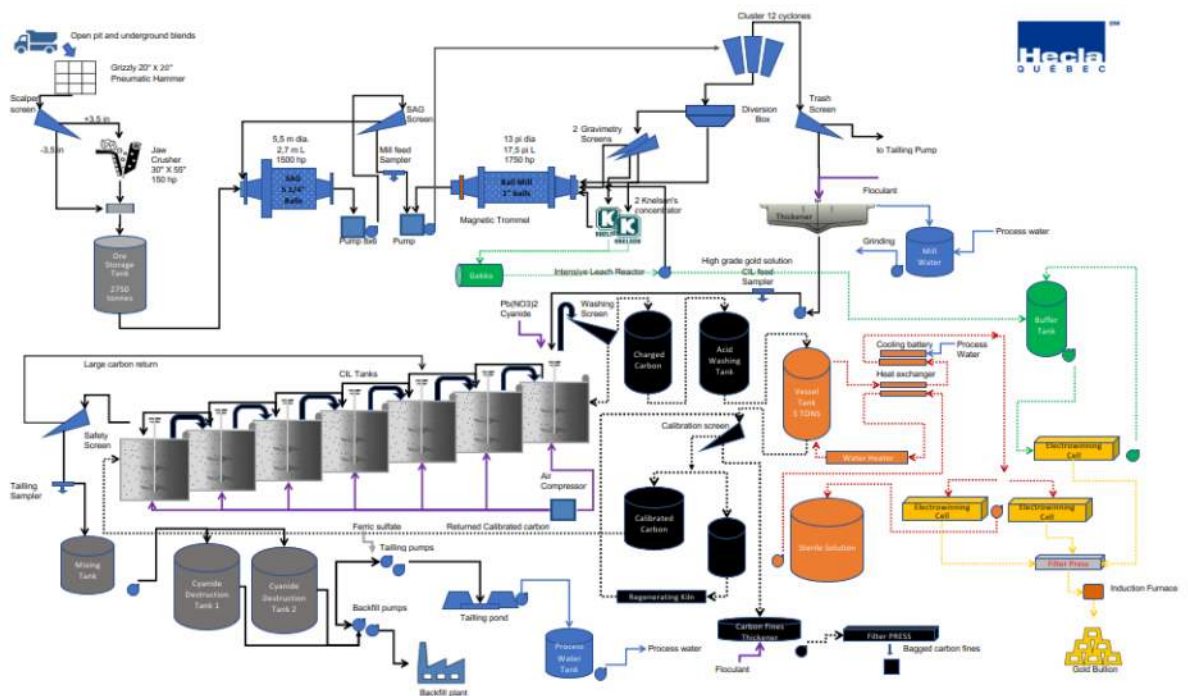 Open pit and underground blends
Grizzly 20" X 20"
Pneumatic Hammer
Scalper
screen
+3,5 in
-3,5 in
Jaw
Crusher
30" X 55"
150 hp
Ore
Storage
Tank
2750
tonnes
5,5 m dia.
2,7 m L
1500 hp
SAG
5 1/4"
Balls
SAG
Screen
Mill feed
Sampler
Pump 8x6
Pump
13 pi dia
17,5 pi L
1750 hp
Ball Mill
2" balls
Magnetic Trommel
Cluster 12 cyclones
Diversion
Box
2 Gravimetry
Screens
2 Knelson's
concentrator
K
K
KNELSON
Gekko
Intensive Leach Reactor
Trash
Screen
to Tailling Pump
Floculant
Thickener
Grinding
Mill
Water
Process water
High grade gold solution
CIL feed
Sampler
Hecla
QUÉBEC
Buffer
Tank
Pb(NO3)2
Cyanide
Washing
Screen
Charged
Carbon
Acid
Washing
Tank
Vessel
Tank
5 TONS
Cooling battery
Process
Water
Heat exchanger
Water Heater
Large carbon return
CIL Tanks
Safety
Screen
Tailling
Sampler
Air
Compressor
Calibration screen
Calibrated
Carbon
Returned Calibrated carbon
Regenerating Kiln
Sterile Solution
Electrowinning
Cell
Electrowinning
Cell
Electrowinning
Cell
Filter Press
Induction Furnace
Gold Bullion
Mixing
Tank
Cyanide
Destruction
Tank 1
Cyanide
Destruction
Tank 2
Ferric sulfate
Tailling pumps
Backfill pumps
Tailling pond
Backfill plant
Process
Water
Tank
Process water
Carbon Fines
Thickener
Floculant
Filter PRESS
Bagged carbon fines